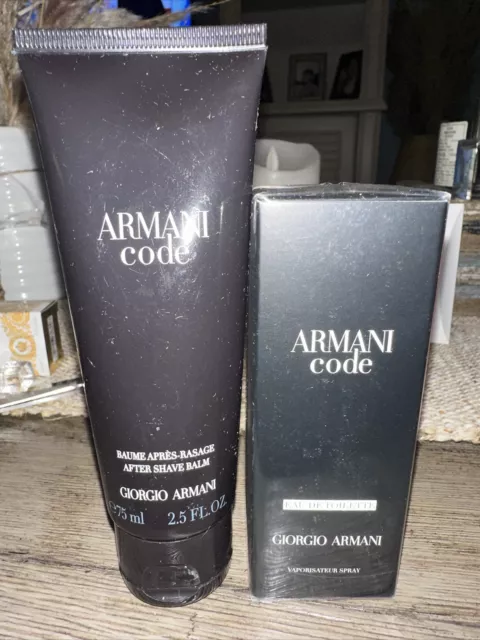 ARMANI
code
BAUME APRÈS-RASAGE
AFTER SHAVE BALM
GIORGIO ARMANI
℮75 ml 2.5 FL.OZ
ARMANI
code
EAU DE TOILETTE
GIORGIO ARMANI
VAPORISATEUR SPRAY